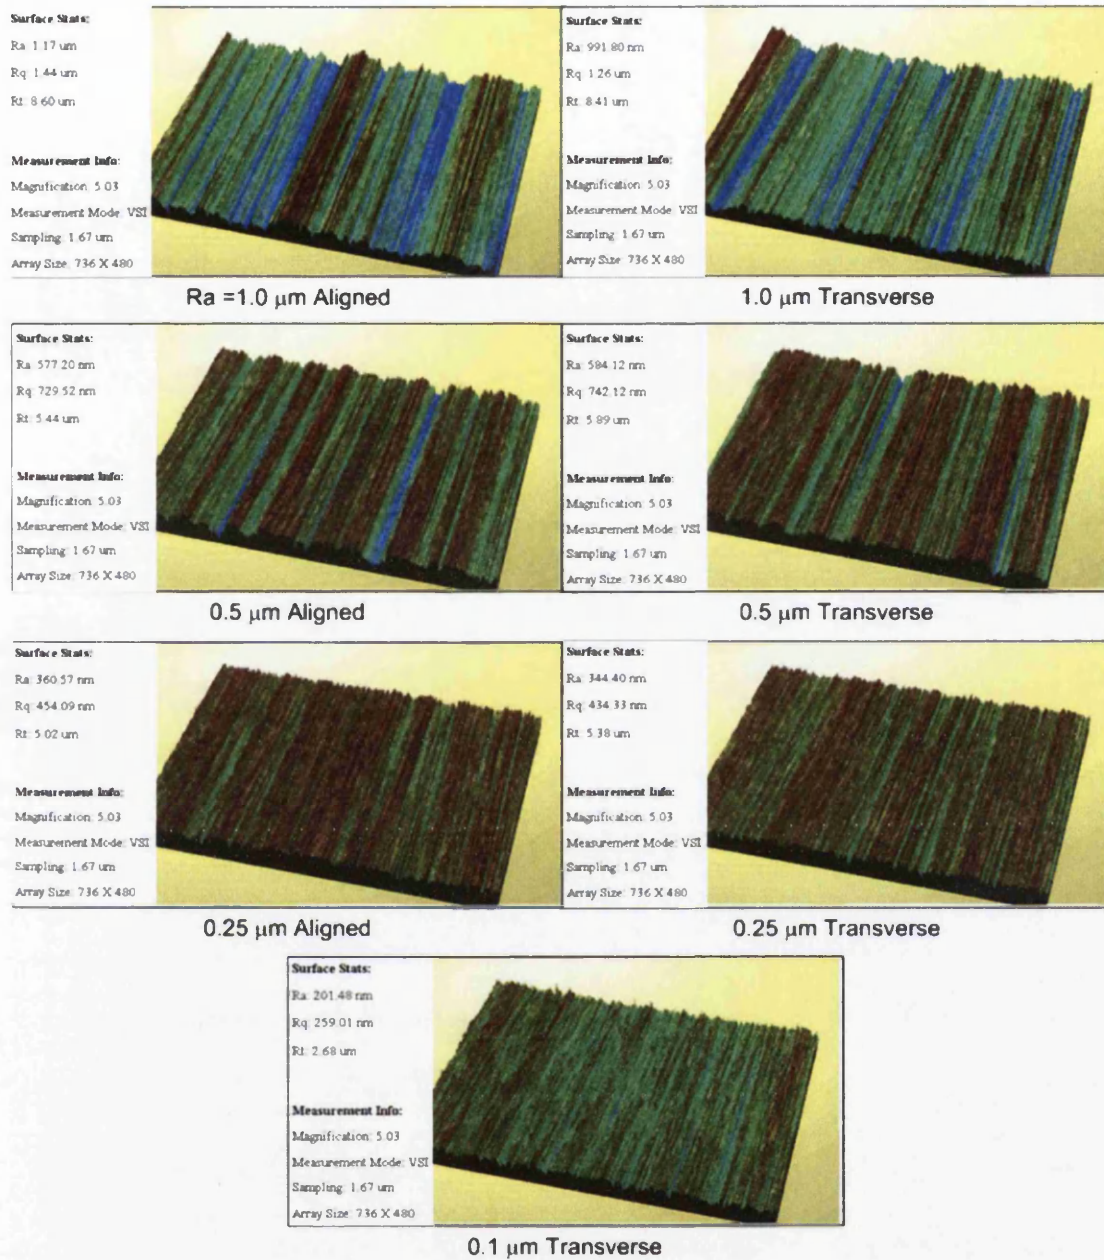 Surface Stats:
Ra: 1.17 um
Rq: 1.44 um
Rt: 8.60 um
Measurement Info:
Magnification: 5.03
Measurement Mode: VSI
Sampling: 1.67 um
Array Size: 736 X 480
Ra =1.0 μm Aligned
Surface Stats:
Ra: 991.80 nm
Rq: 1.26 um
Rt: 8.41 um
Measurement Info:
Magnification: 5.03
Measurement Mode: VSI
Sampling: 1.67 um
Array Size: 736 X 480
1.0 μm Transverse
Surface Stats:
Ra: 577.20 nm
Rq: 729.52 nm
Rt: 5.44 um
Measurement Info:
Magnification: 5.03
Measurement Mode: VSI
Sampling: 1.67 um
Array Size: 736 X 480
0.5 μm Aligned
Surface Stats:
Ra: 584.12 nm
Rq: 742.12 nm
Rt: 5.89 um
Measurement Info:
Magnification: 5.03
Measurement Mode: VSI
Sampling: 1.67 um
Array Size: 736 X 480
0.5 μm Transverse
Surface Stats:
Ra: 360.57 nm
Rq: 454.09 nm
Rt: 5.02 um
Measurement Info:
Magnification: 5.03
Measurement Mode: VSI
Sampling: 1.67 um
Array Size: 736 X 480
0.25 μm Aligned
Surface Stats:
Ra: 344.40 nm
Rq: 434.33 nm
Rt: 5.38 um
Measurement Info:
Magnification: 5.03
Measurement Mode: VSI
Sampling: 1.67 um
Array Size: 736 X 480
0.25 μm Transverse
Surface Stats:
Ra: 201.48 nm
Rq: 259.01 nm
Rt: 2.68 um
Measurement Info:
Magnification: 5.03
Measurement Mode: VSI
Sampling: 1.67 um
Array Size: 736 X 480
0.1 μm Transverse